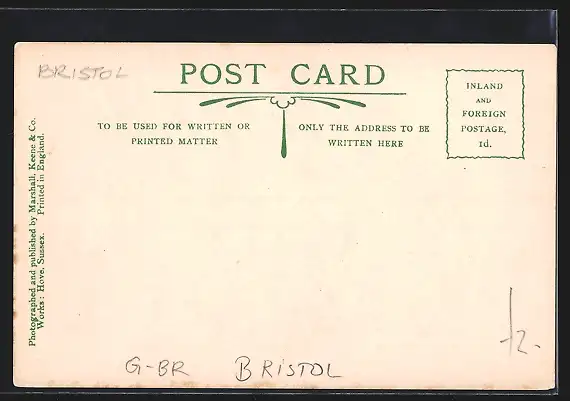 BRISTOL
POST CARD
TO BE USED FOR WRITTEN OR
PRINTED MATTER
ONLY THE ADDRESS TO BE
WRITTEN HERE
INLAND
AND
FOREIGN
POSTAGE,
1d.
Photographed and published by Marshall, Keene & Co.
Works: Hove, Sussex. Printed in England.
G-BR BRISTOL